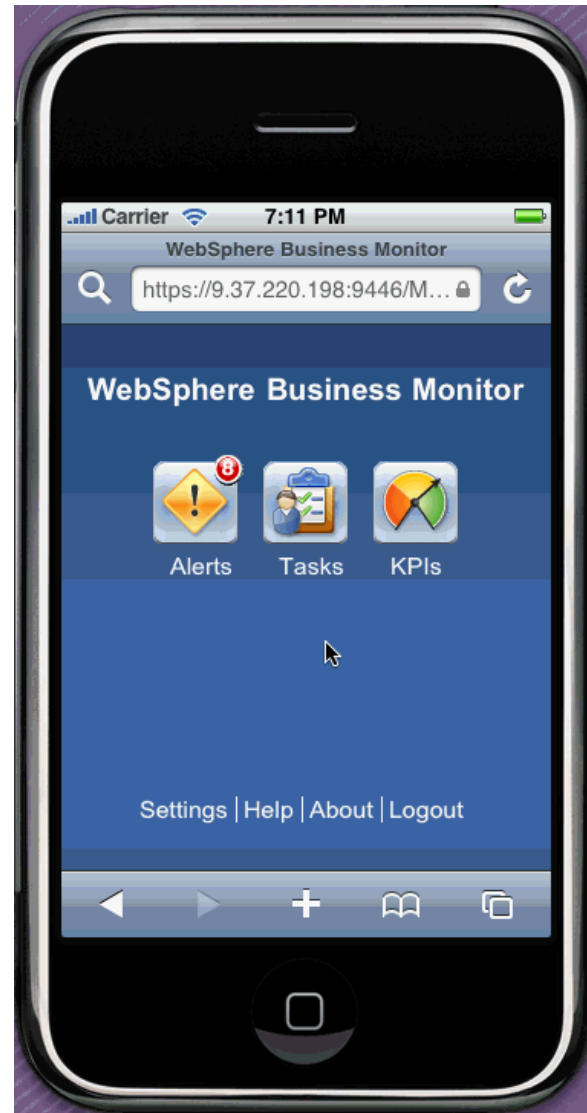 Carrier 7:11 PM
WebSphere Business Monitor
https://9.37.220.198:9446/M...
WebSphere Business Monitor
8
!
Alerts Tasks KPIs
Settings | Help | About | Logout